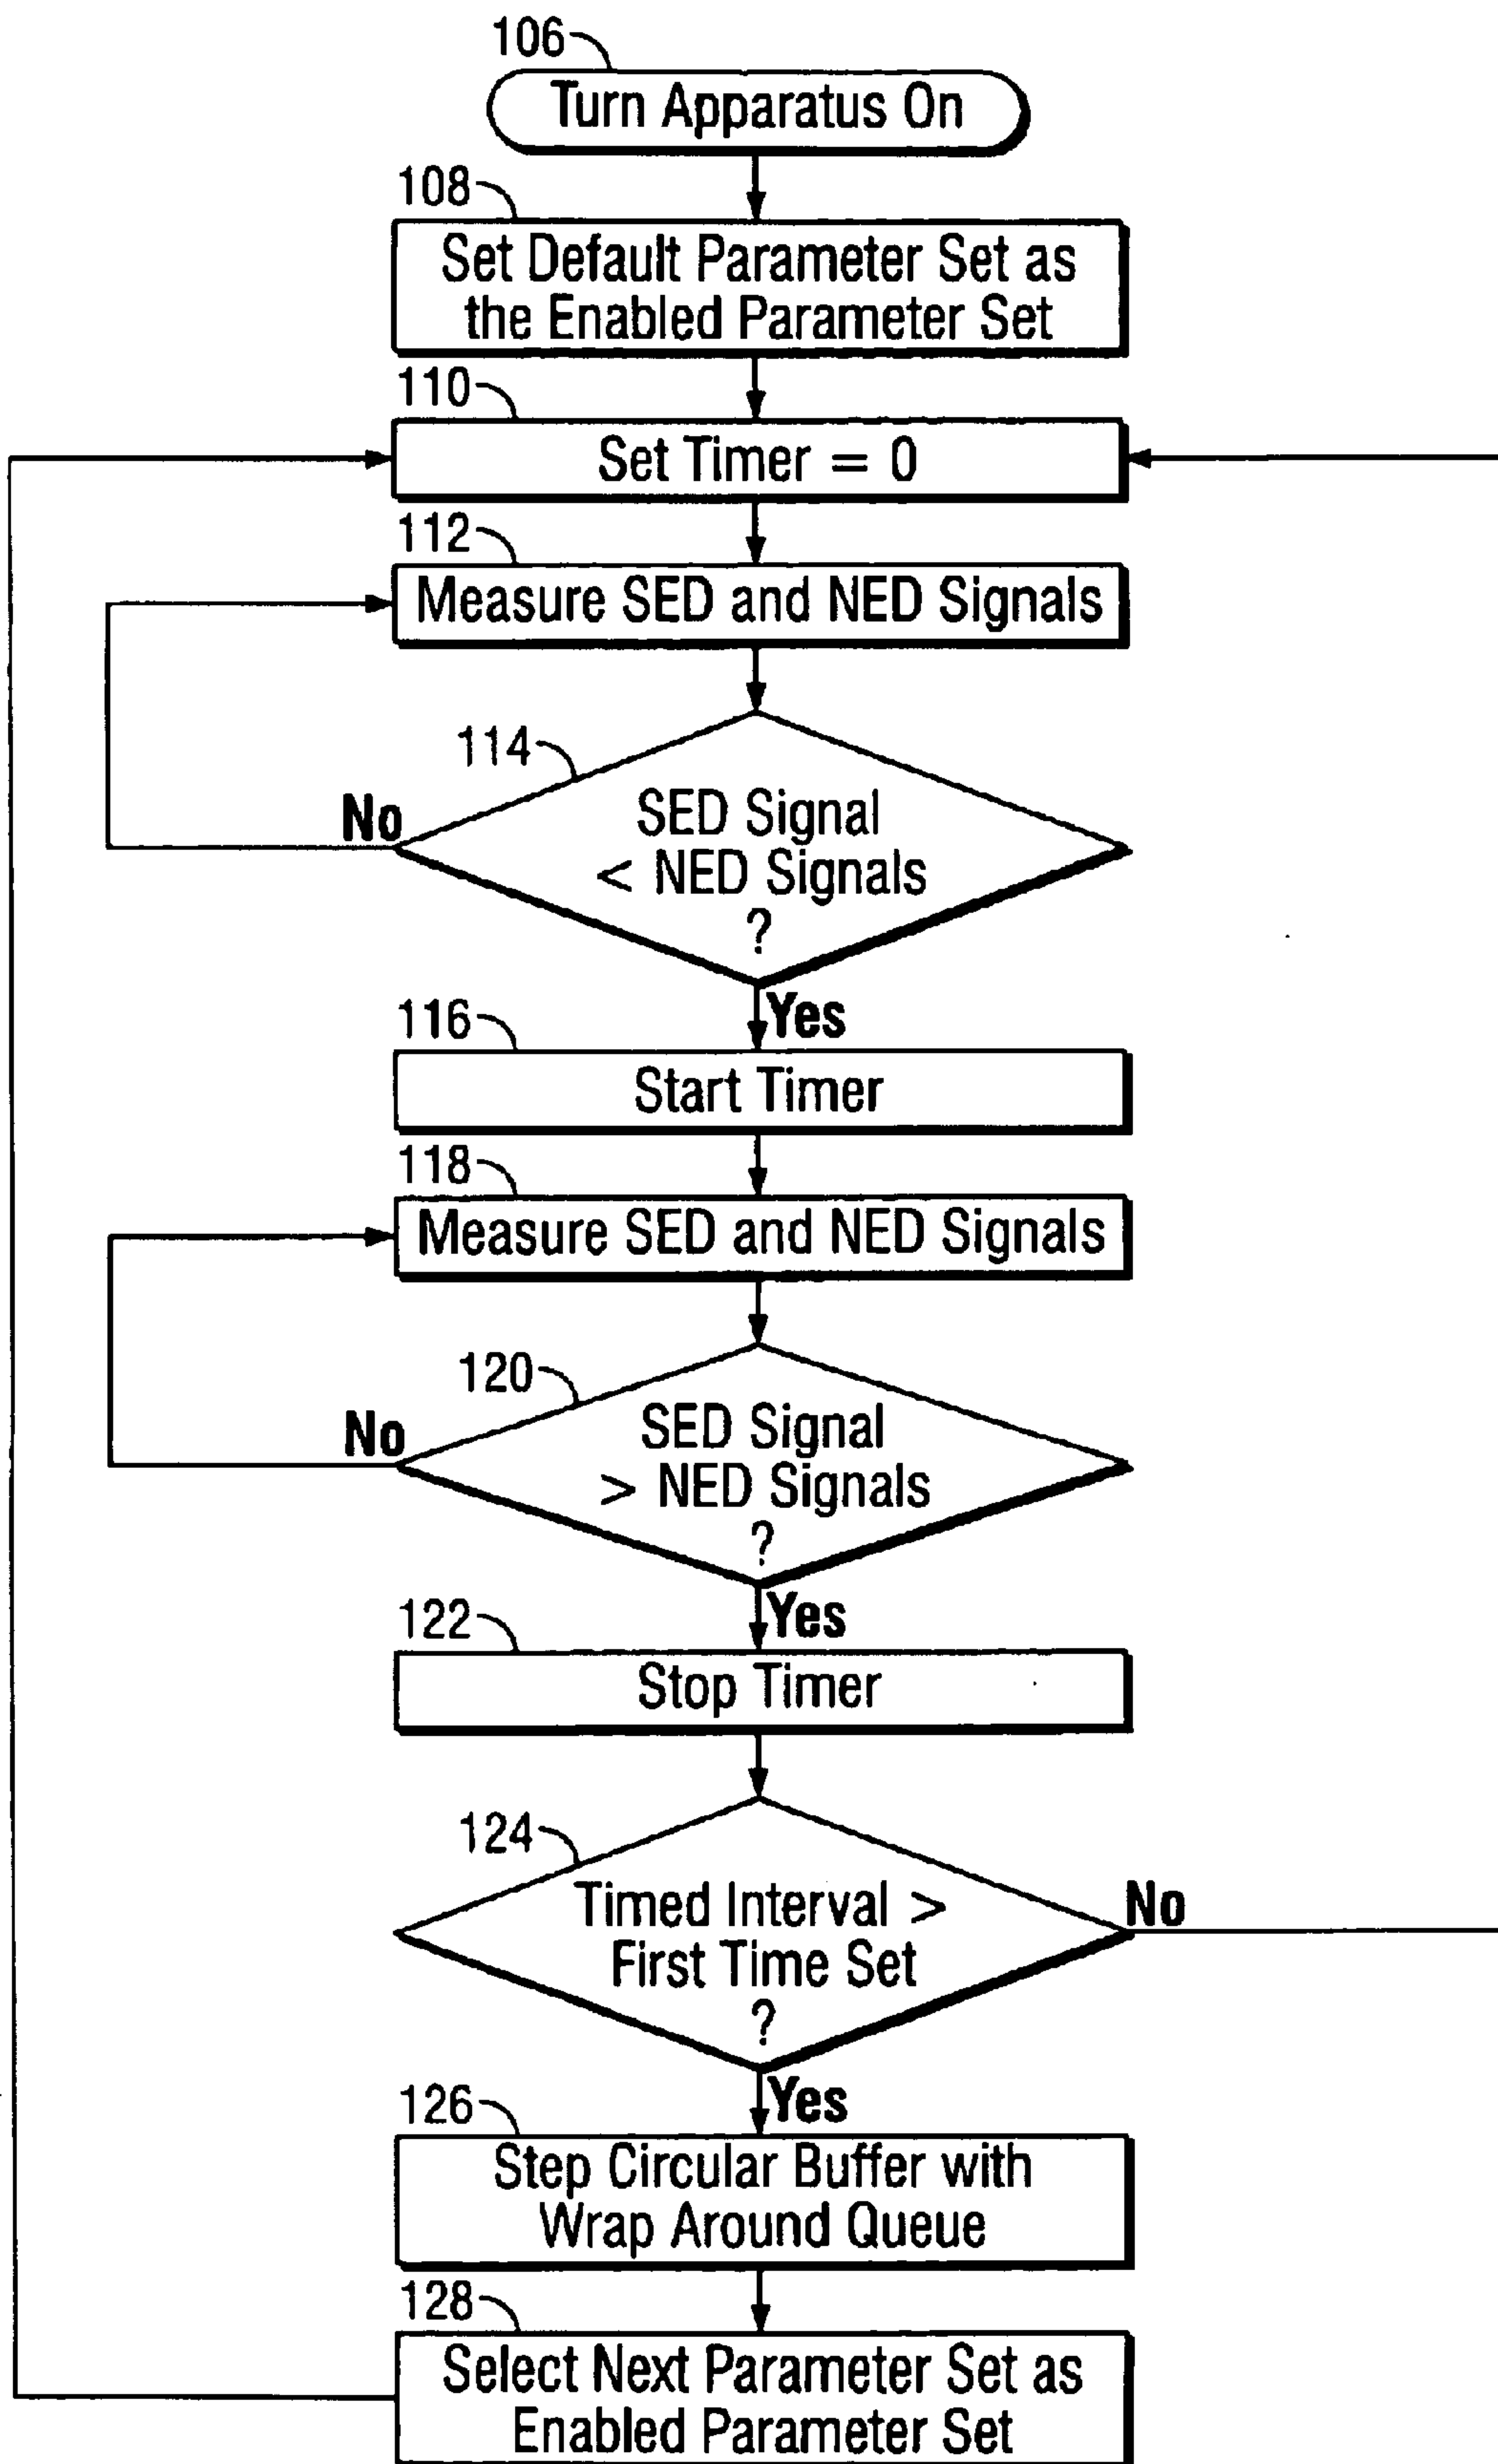 106
Turn Apparatus On
108
Set Default Parameter Set as
the Enabled Parameter Set
110
Set Timer = 0
112
Measure SED and NED Signals
114
SED Signal
< NED Signals
?
No
Yes
116
Start Timer
118
Measure SED and NED Signals
120
SED Signal
> NED Signals
?
No
Yes
122
Stop Timer
124
Timed Interval >
First Time Set
?
No
Yes
126
Step Circular Buffer with
Wrap Around Queue
128
Select Next Parameter Set as
Enabled Parameter Set